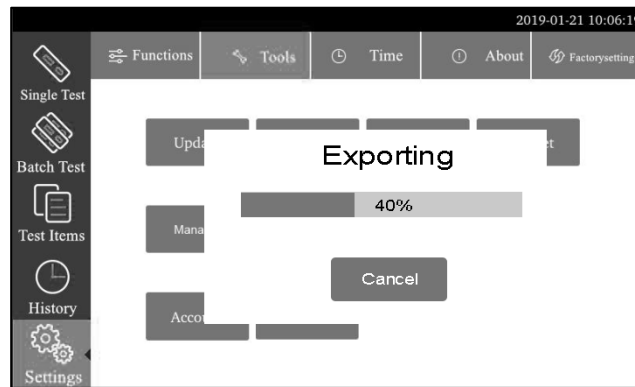 2019-01-21 10:06:19
Functions
Tools
Time
About
Factorysetting
Single Test
Batch Test
Test Items
History
Settings
Exporting
40%
Cancel